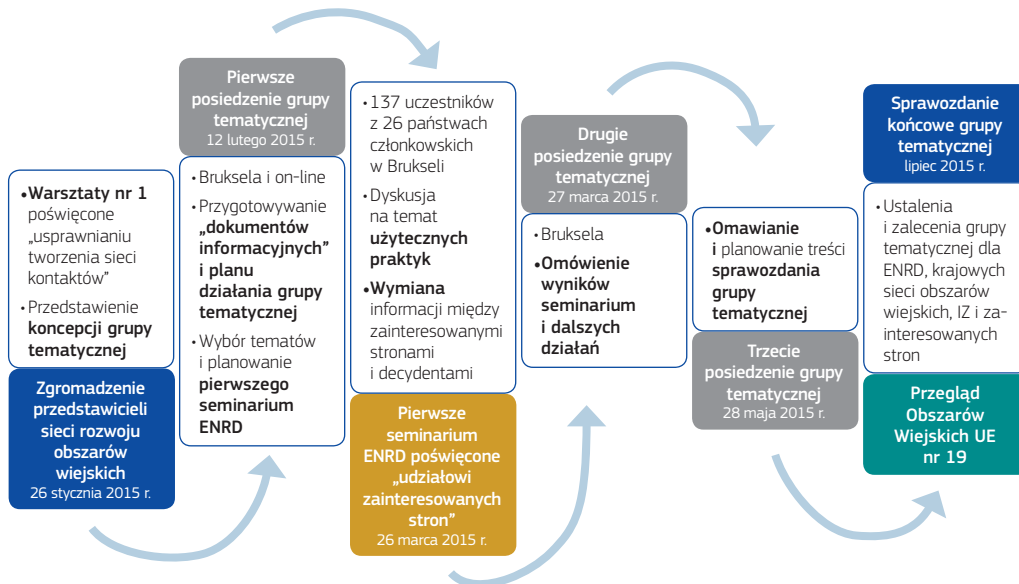 •Warsztaty nr 1
poświęcone
„usprawnianiu
tworzenia sieci
kontaktów”
•Przedstawienie
koncepcji grupy
tematycznej
Zgromadzenie
przedstawicieli
sieci rozwoju
obszarów
wiejskich
26 stycznia 2015 r.
Pierwsze
posiedzenie grupy
tematycznej
12 lutego 2015 r.
•Bruksela i on-line
•Przygotowywanie
„dokumentów
informacyjnych”
i planu
działania grupy
tematycznej
•Wybór tematów
i planowanie
pierwszego
seminarium
ENRD
•137 uczestników
z 26 państwach
członkowskich
w Brukseli
•Dyskusja
na temat
użytecznych
praktyk
•Wymiana
informacji między
zainteresowanymi
stronami
i decydentami
Pierwsze
seminarium
ENRD poświęcone
„udziałowi
zainteresowanych
stron”
26 marca 2015 r.
Drugie
posiedzenie grupy
tematycznej
27 marca 2015 r.
•Bruksela
•Omówienie
wyników
seminarium
i dalszych
działań
•Omawianie
i planowanie treści
sprawozdania
grupy
tematycznej
Trzecie
posiedzenie grupy
tematycznej
28 maja 2015 r.
Sprawozdanie
końcowe grupy
tematycznej
lipiec 2015 r.
•Ustalenia
i zalecenia grupy
tematycznej dla
ENRD, krajowych
sieci obszarów
wiejskich, IZ i za-
interesowanych
stron
Przegląd
Obszarów
Wiejskich UE
nr 19